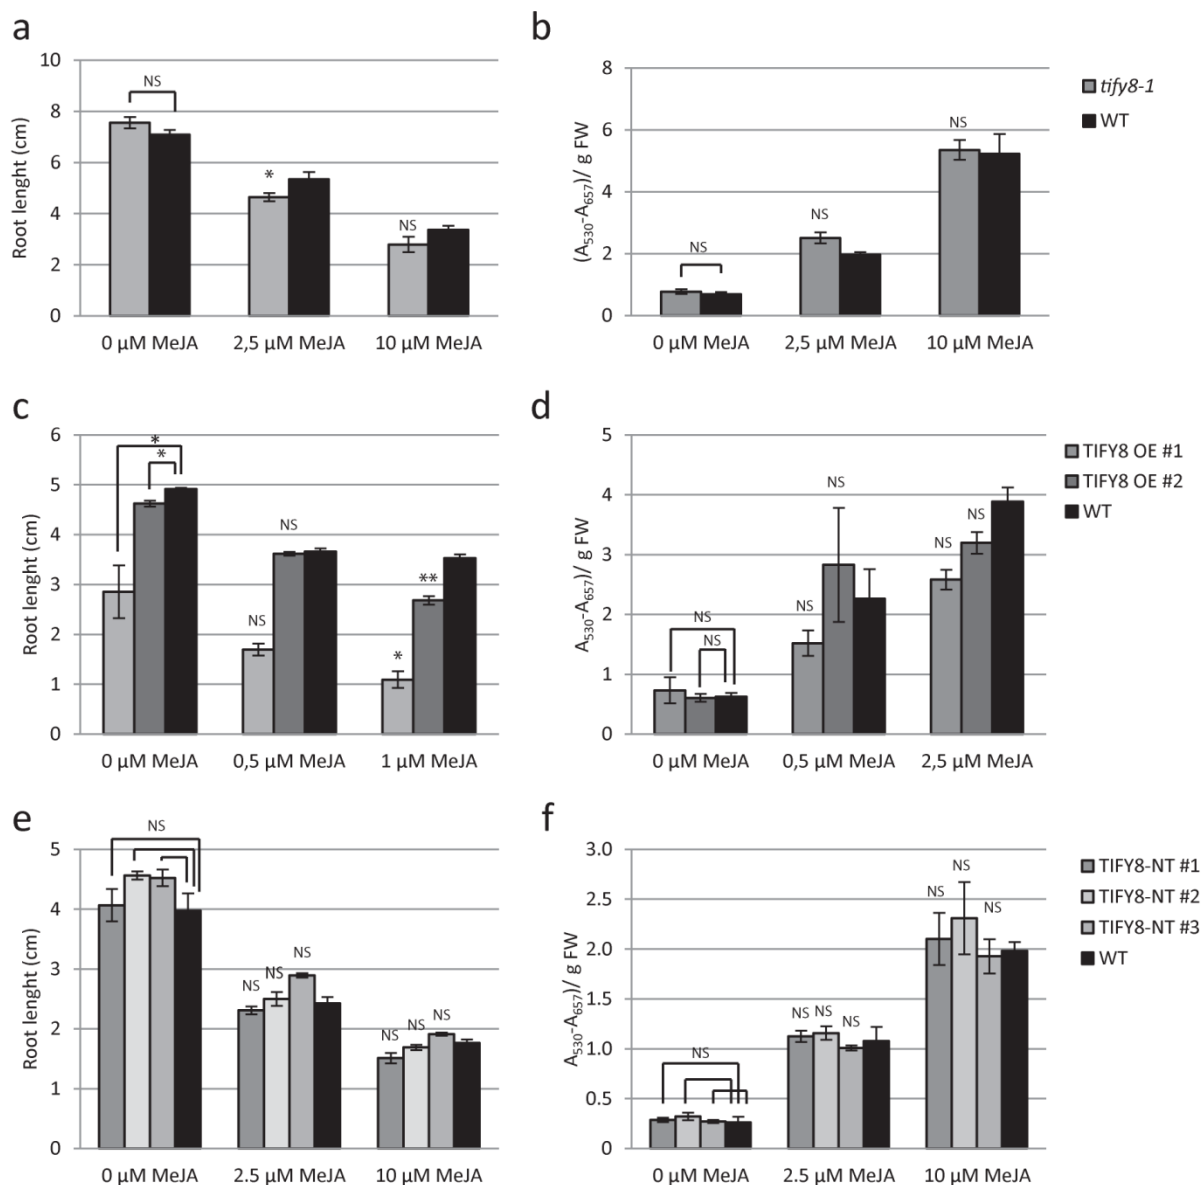 a
Root lenght (cm)
10
8
6
4
2
0
NS
*
NS
0 µM MeJA
2,5 µM MeJA
10 µM MeJA
b
(A530-A657)/ g FW
8
6
4
2
0
NS
NS
NS
0 µM MeJA
2,5 µM MeJA
10 µM MeJA
tify8-1
WT
c
Root lenght (cm)
6
5
4
3
2
1
0
*
*
NS
*
**
0 µM MeJA
0,5 µM MeJA
1 µM MeJA
d
A530-A657)/ g FW
5
4
3
2
1
0
NS
NS
NS
NS
NS
NS
0 µM MeJA
0,5 µM MeJA
2,5 µM MeJA
TIFY8 OE #1
TIFY8 OE #2
WT
e
Root lenght (cm)
5
4
3
2
1
0
NS
NS
NS
NS
NS
NS
NS
0 µM MeJA
2.5 µM MeJA
10 µM MeJA
f
A530-A657)/ g FW
3.0
2.5
2.0
1.5
1.0
0.5
0
NS
NS
NS
NS
NS
NS
NS
0 µM MeJA
2.5 µM MeJA
10 µM MeJA
TIFY8-NT #1
TIFY8-NT #2
TIFY8-NT #3
WT